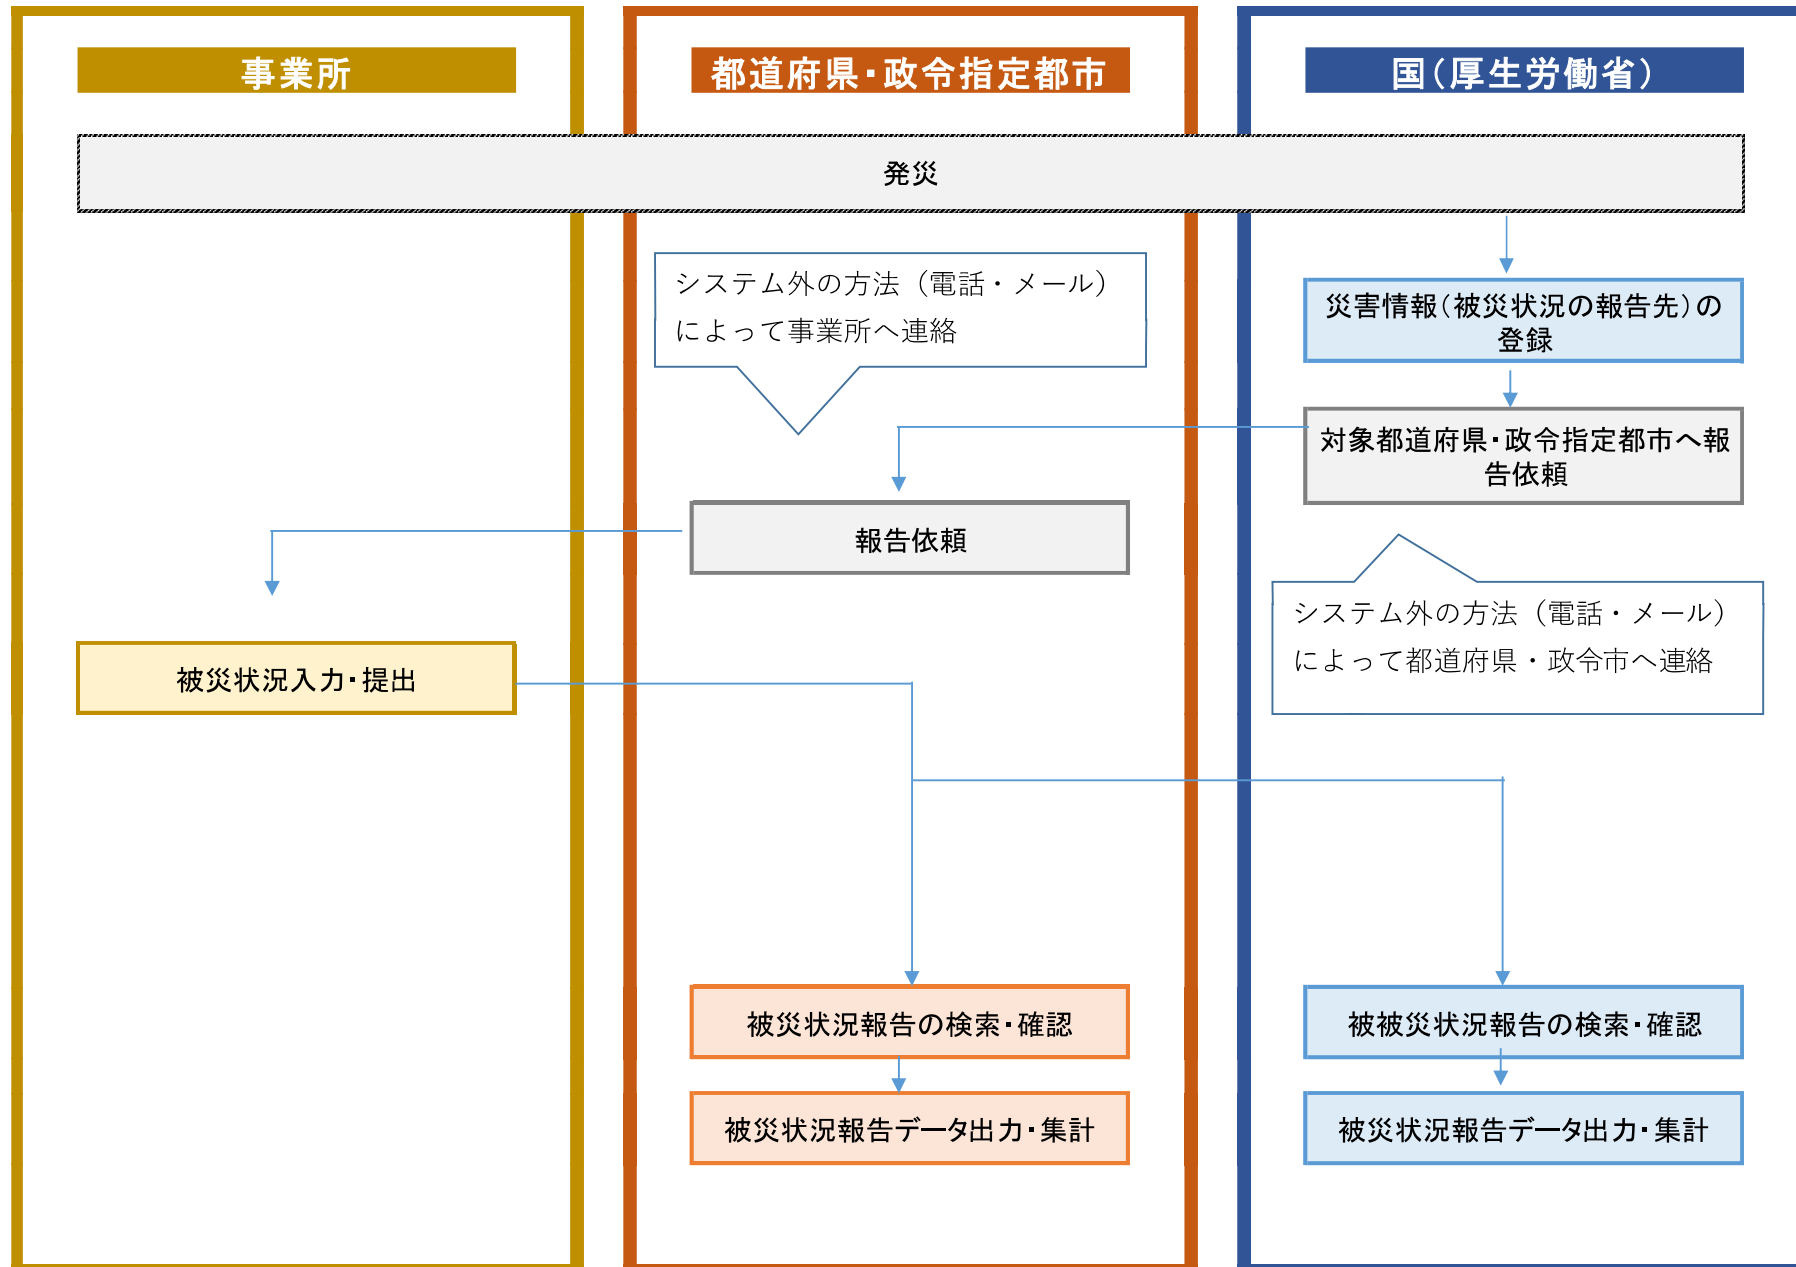 事業所
都道府県・政令指定都市
国(厚生労働省)
発災
システム外の方法（電話・メール）
によって事業所へ連絡
災害情報(被災状況の報告先)の
登録
対象都道府県・政令指定都市へ報
告依頼
報告依頼
システム外の方法（電話・メール）
によって都道府県・政令市へ連絡
被災状況入力・提出
被災状況報告の検索・確認
被被災状況報告の検索・確認
被災状況報告データ出力・集計
被災状況報告データ出力・集計